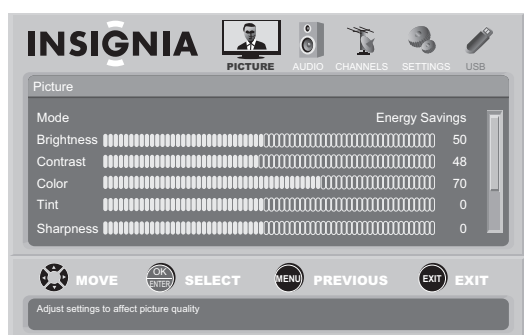 INSIGNIA
PICTURE AUDIO CHANNELS SETTINGS USB
Picture
Mode Energy Savings
Brightness 50
Contrast 48
Color 70
Tint 0
Sharpness 0
MOVE OK ENTER SELECT MENU PREVIOUS EXIT EXIT
Adjust settings to affect picture quality